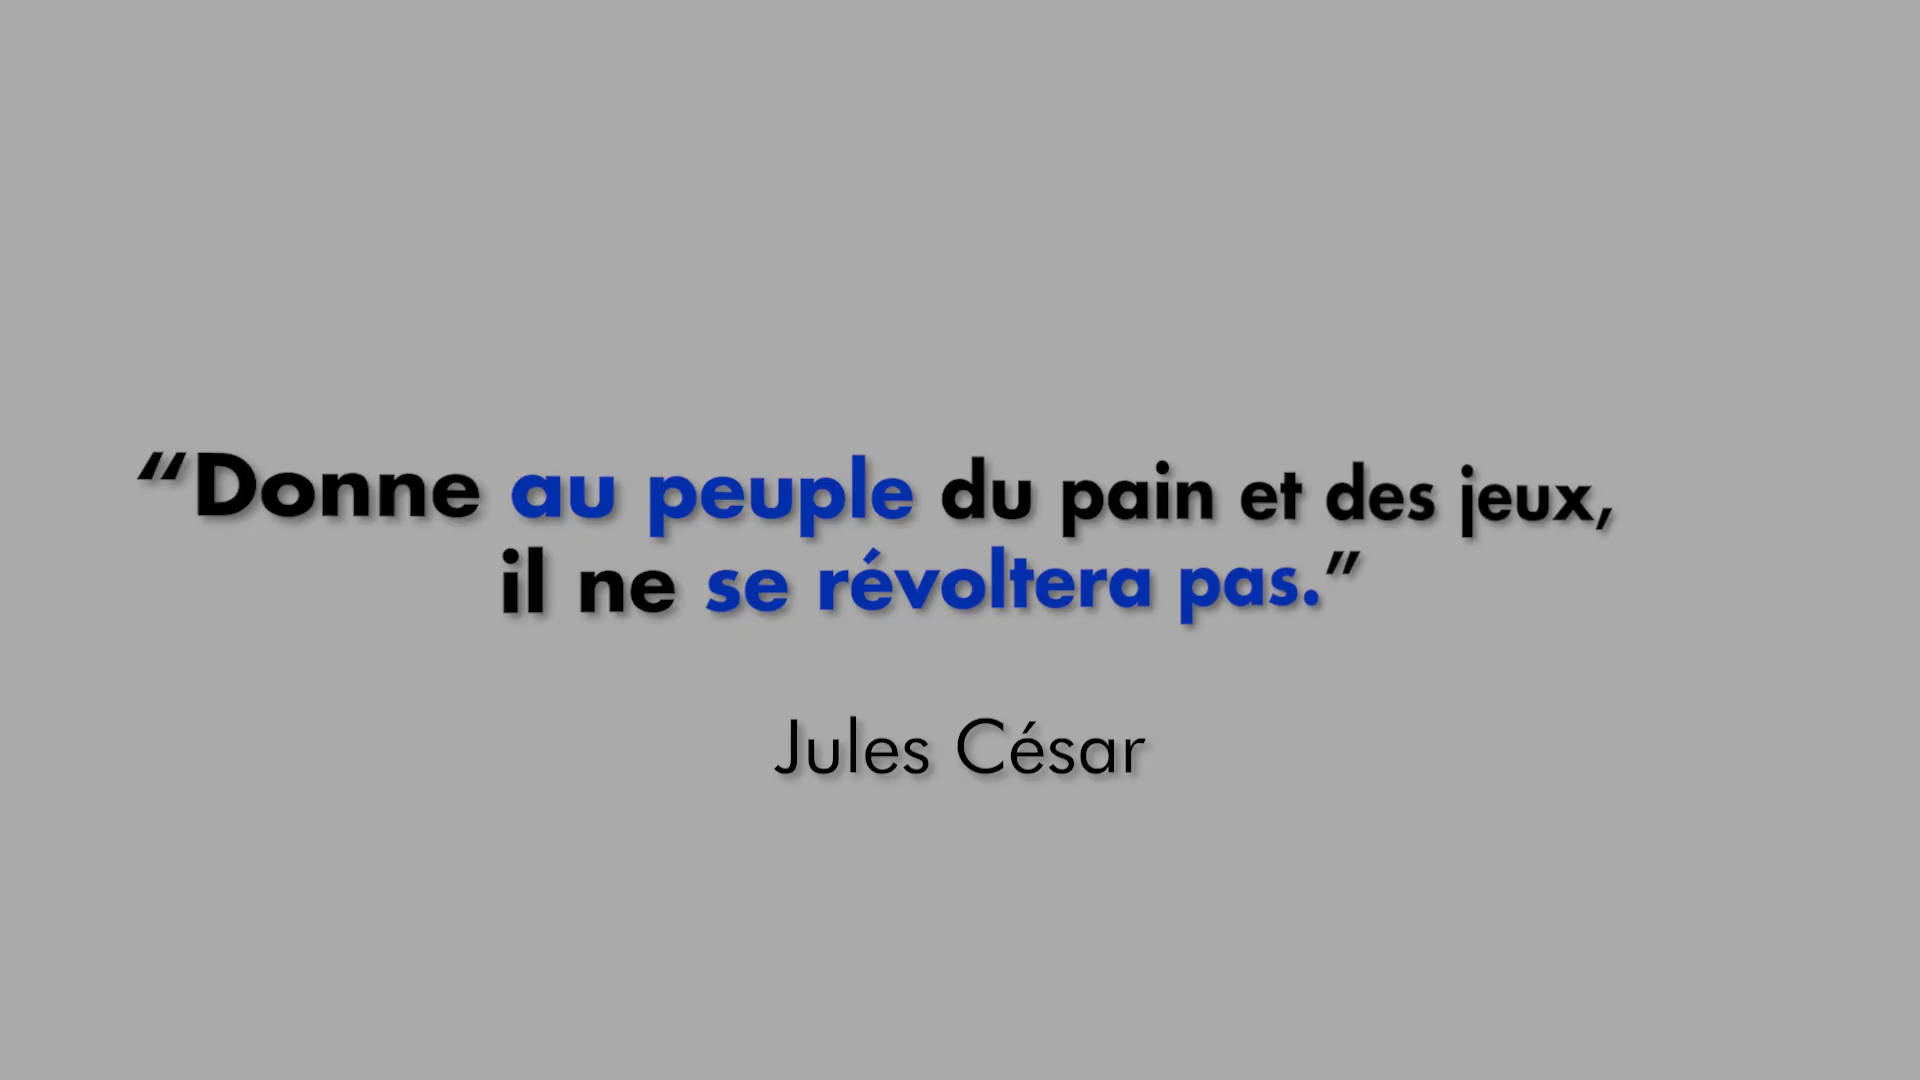 “Donne au peuple du pain et des jeux,
il ne se révoltera pas.”
Jules César